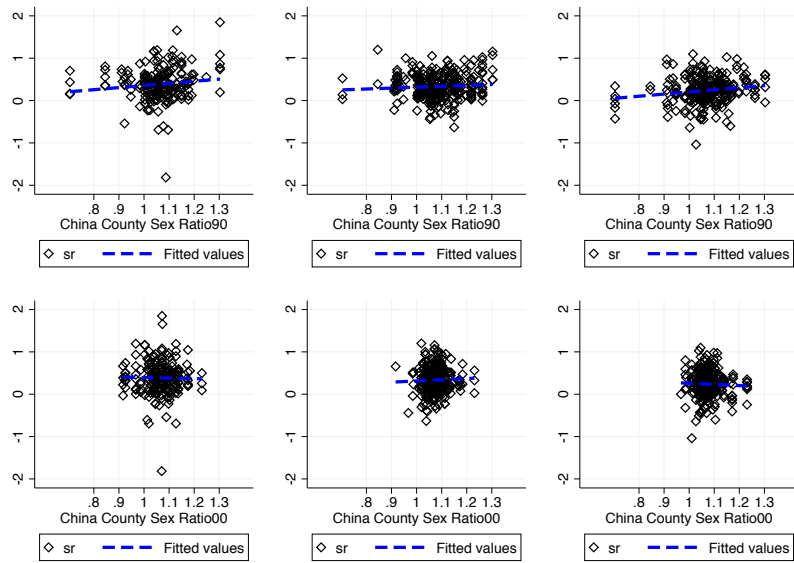 2
1
0
-1
-2
.8 .9 1 1.1 1.2 1.3
China County Sex Ratio90
sr Fitted values
2
1
0
-1
-2
.8 .9 1 1.1 1.2 1.3
China County Sex Ratio90
sr Fitted values
2
1
0
-1
-2
.8 .9 1 1.1 1.2 1.3
China County Sex Ratio90
sr Fitted values
2
1
0
-1
-2
.8 .9 1 1.1 1.2 1.3
China County Sex Ratio00
sr Fitted values
2
1
0
-1
-2
.8 .9 1 1.1 1.2 1.3
China County Sex Ratio00
sr Fitted values
2
1
0
-1
-2
.8 .9 1 1.1 1.2 1.3
China County Sex Ratio00
sr Fitted values